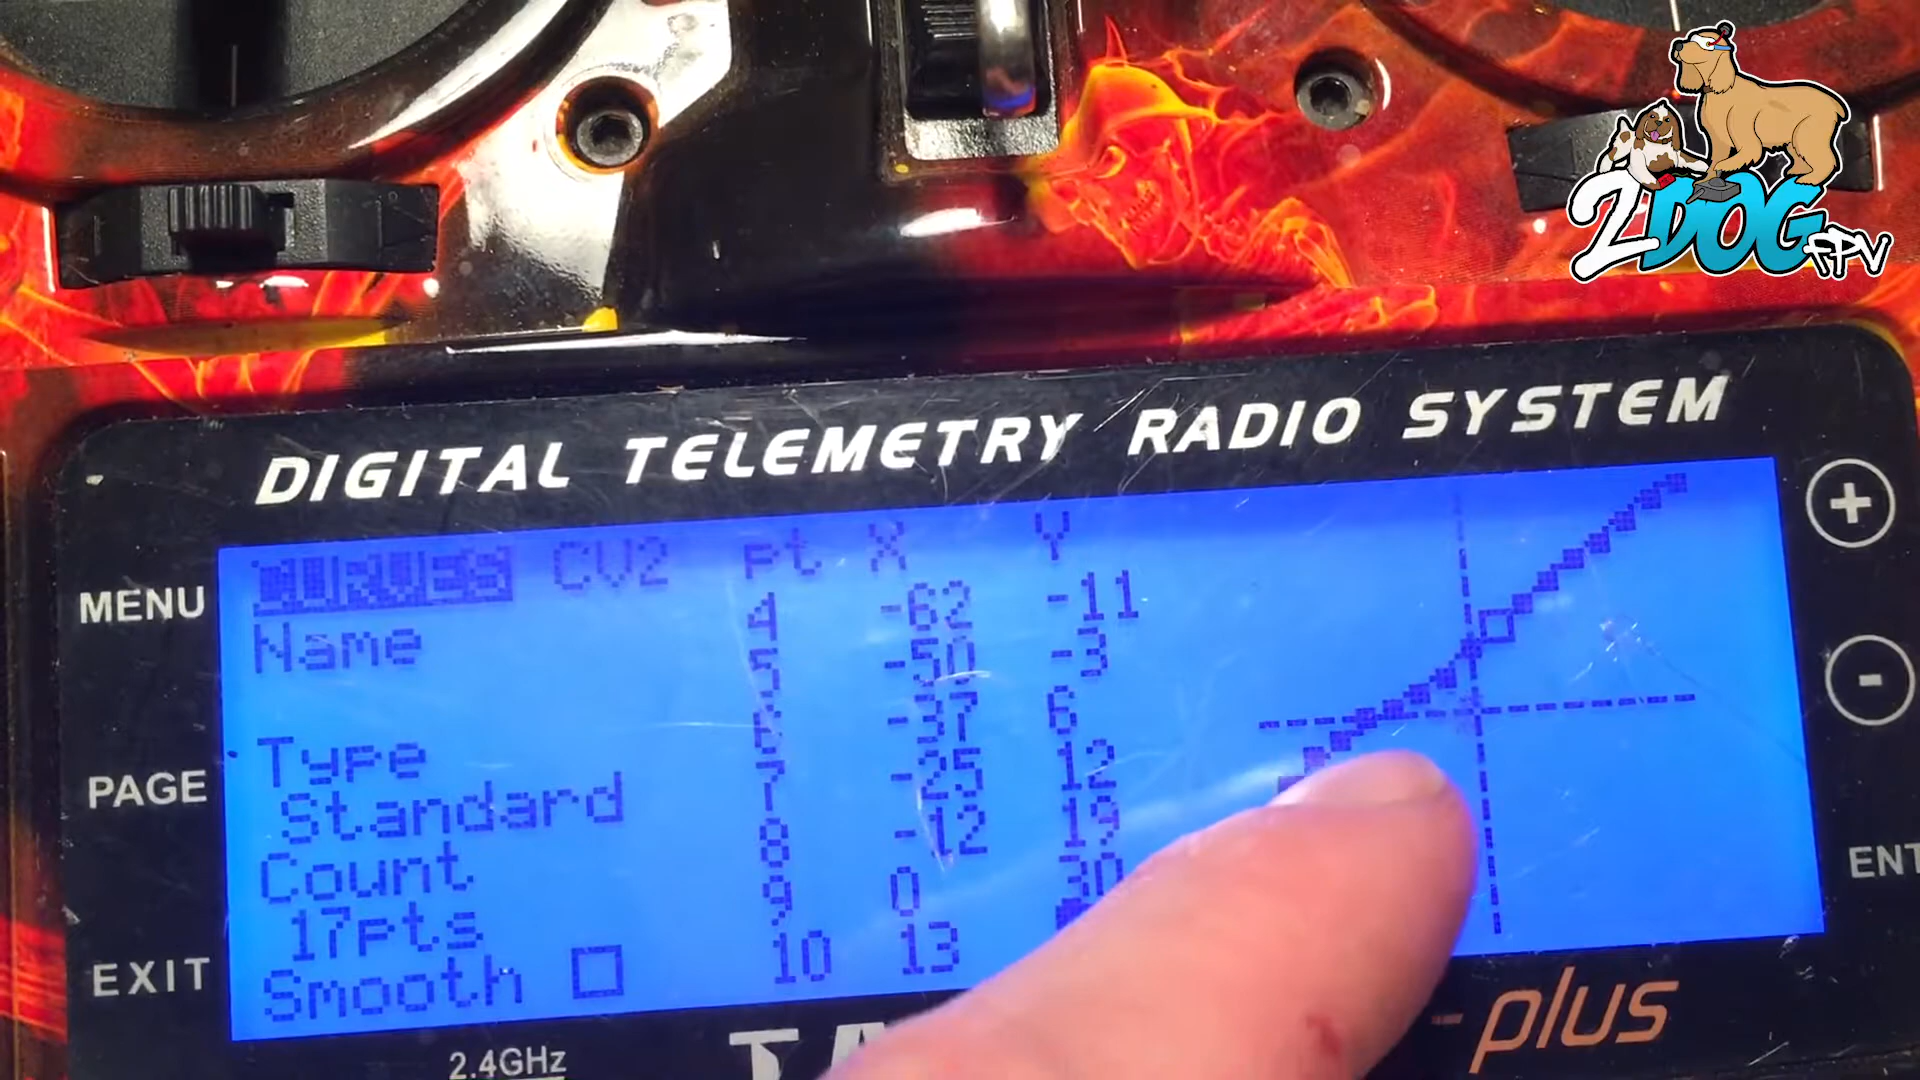 2DOG FPV
DIGITAL TELEMETRY RADIO SYSTEM
CURVES CV2 pt X Y
4 -62 -11
Name
5 -50 -3
6 -37 6
Type
7 -25 12
Standard
8 -12 19
Count
9 0 30
17pts
10 13
Smooth
MENU
PAGE
EXIT
+
-
ENT
2.4GHz
TA
-plus